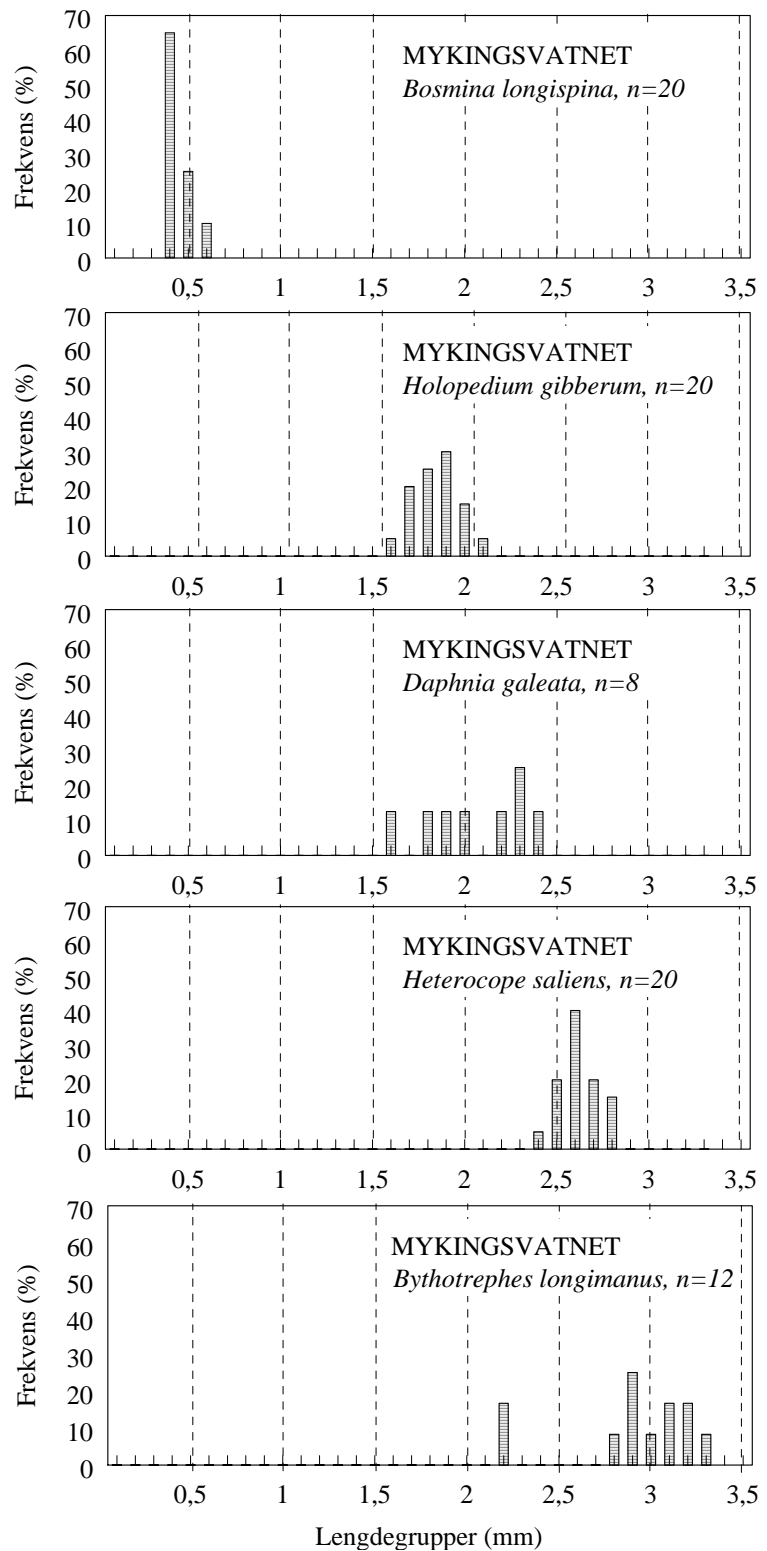 70
60
50
40
30
20
10
0
Frekvens (%)
MYKINGSVATNET
Bosmina longispina, n=20
0,5 1 1,5 2 2,5 3 3,5
70
60
50
40
30
20
10
0
Frekvens (%)
MYKINGSVATNET
Holopedium gibberum, n=20
0,5 1 1,5 2 2,5 3 3,5
70
60
50
40
30
20
10
0
Frekvens (%)
MYKINGSVATNET
Daphnia galeata, n=8
0,5 1 1,5 2 2,5 3 3,5
70
60
50
40
30
20
10
0
Frekvens (%)
MYKINGSVATNET
Heterocope saliens, n=20
0,5 1 1,5 2 2,5 3 3,5
70
60
50
40
30
20
10
0
Frekvens (%)
MYKINGSVATNET
Bythotrephes longimanus, n=12
0,5 1 1,5 2 2,5 3 3,5
Lengdegrupper (mm)